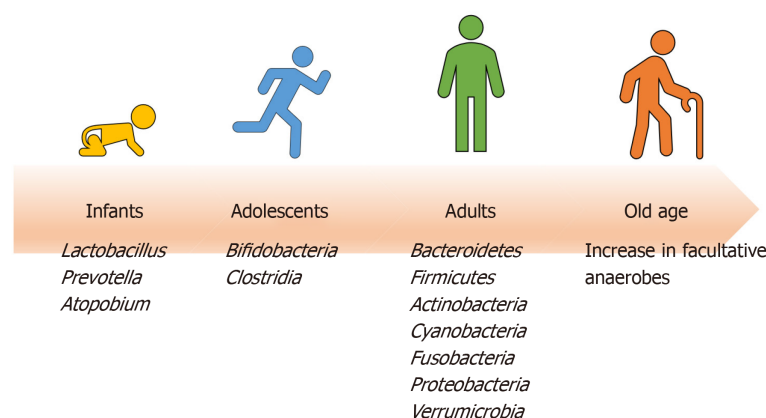 Infants
Lactobacillus
Prevotella
Atopobium
Adolescents
Bifidobacteria
Clostridia
Adults
Bacteroidetes
Firmicutes
Actinobacteria
Cyanobacteria
Fusobacteria
Proteobacteria
Verrumicrobia
Old age
Increase in facultative
anaerobes